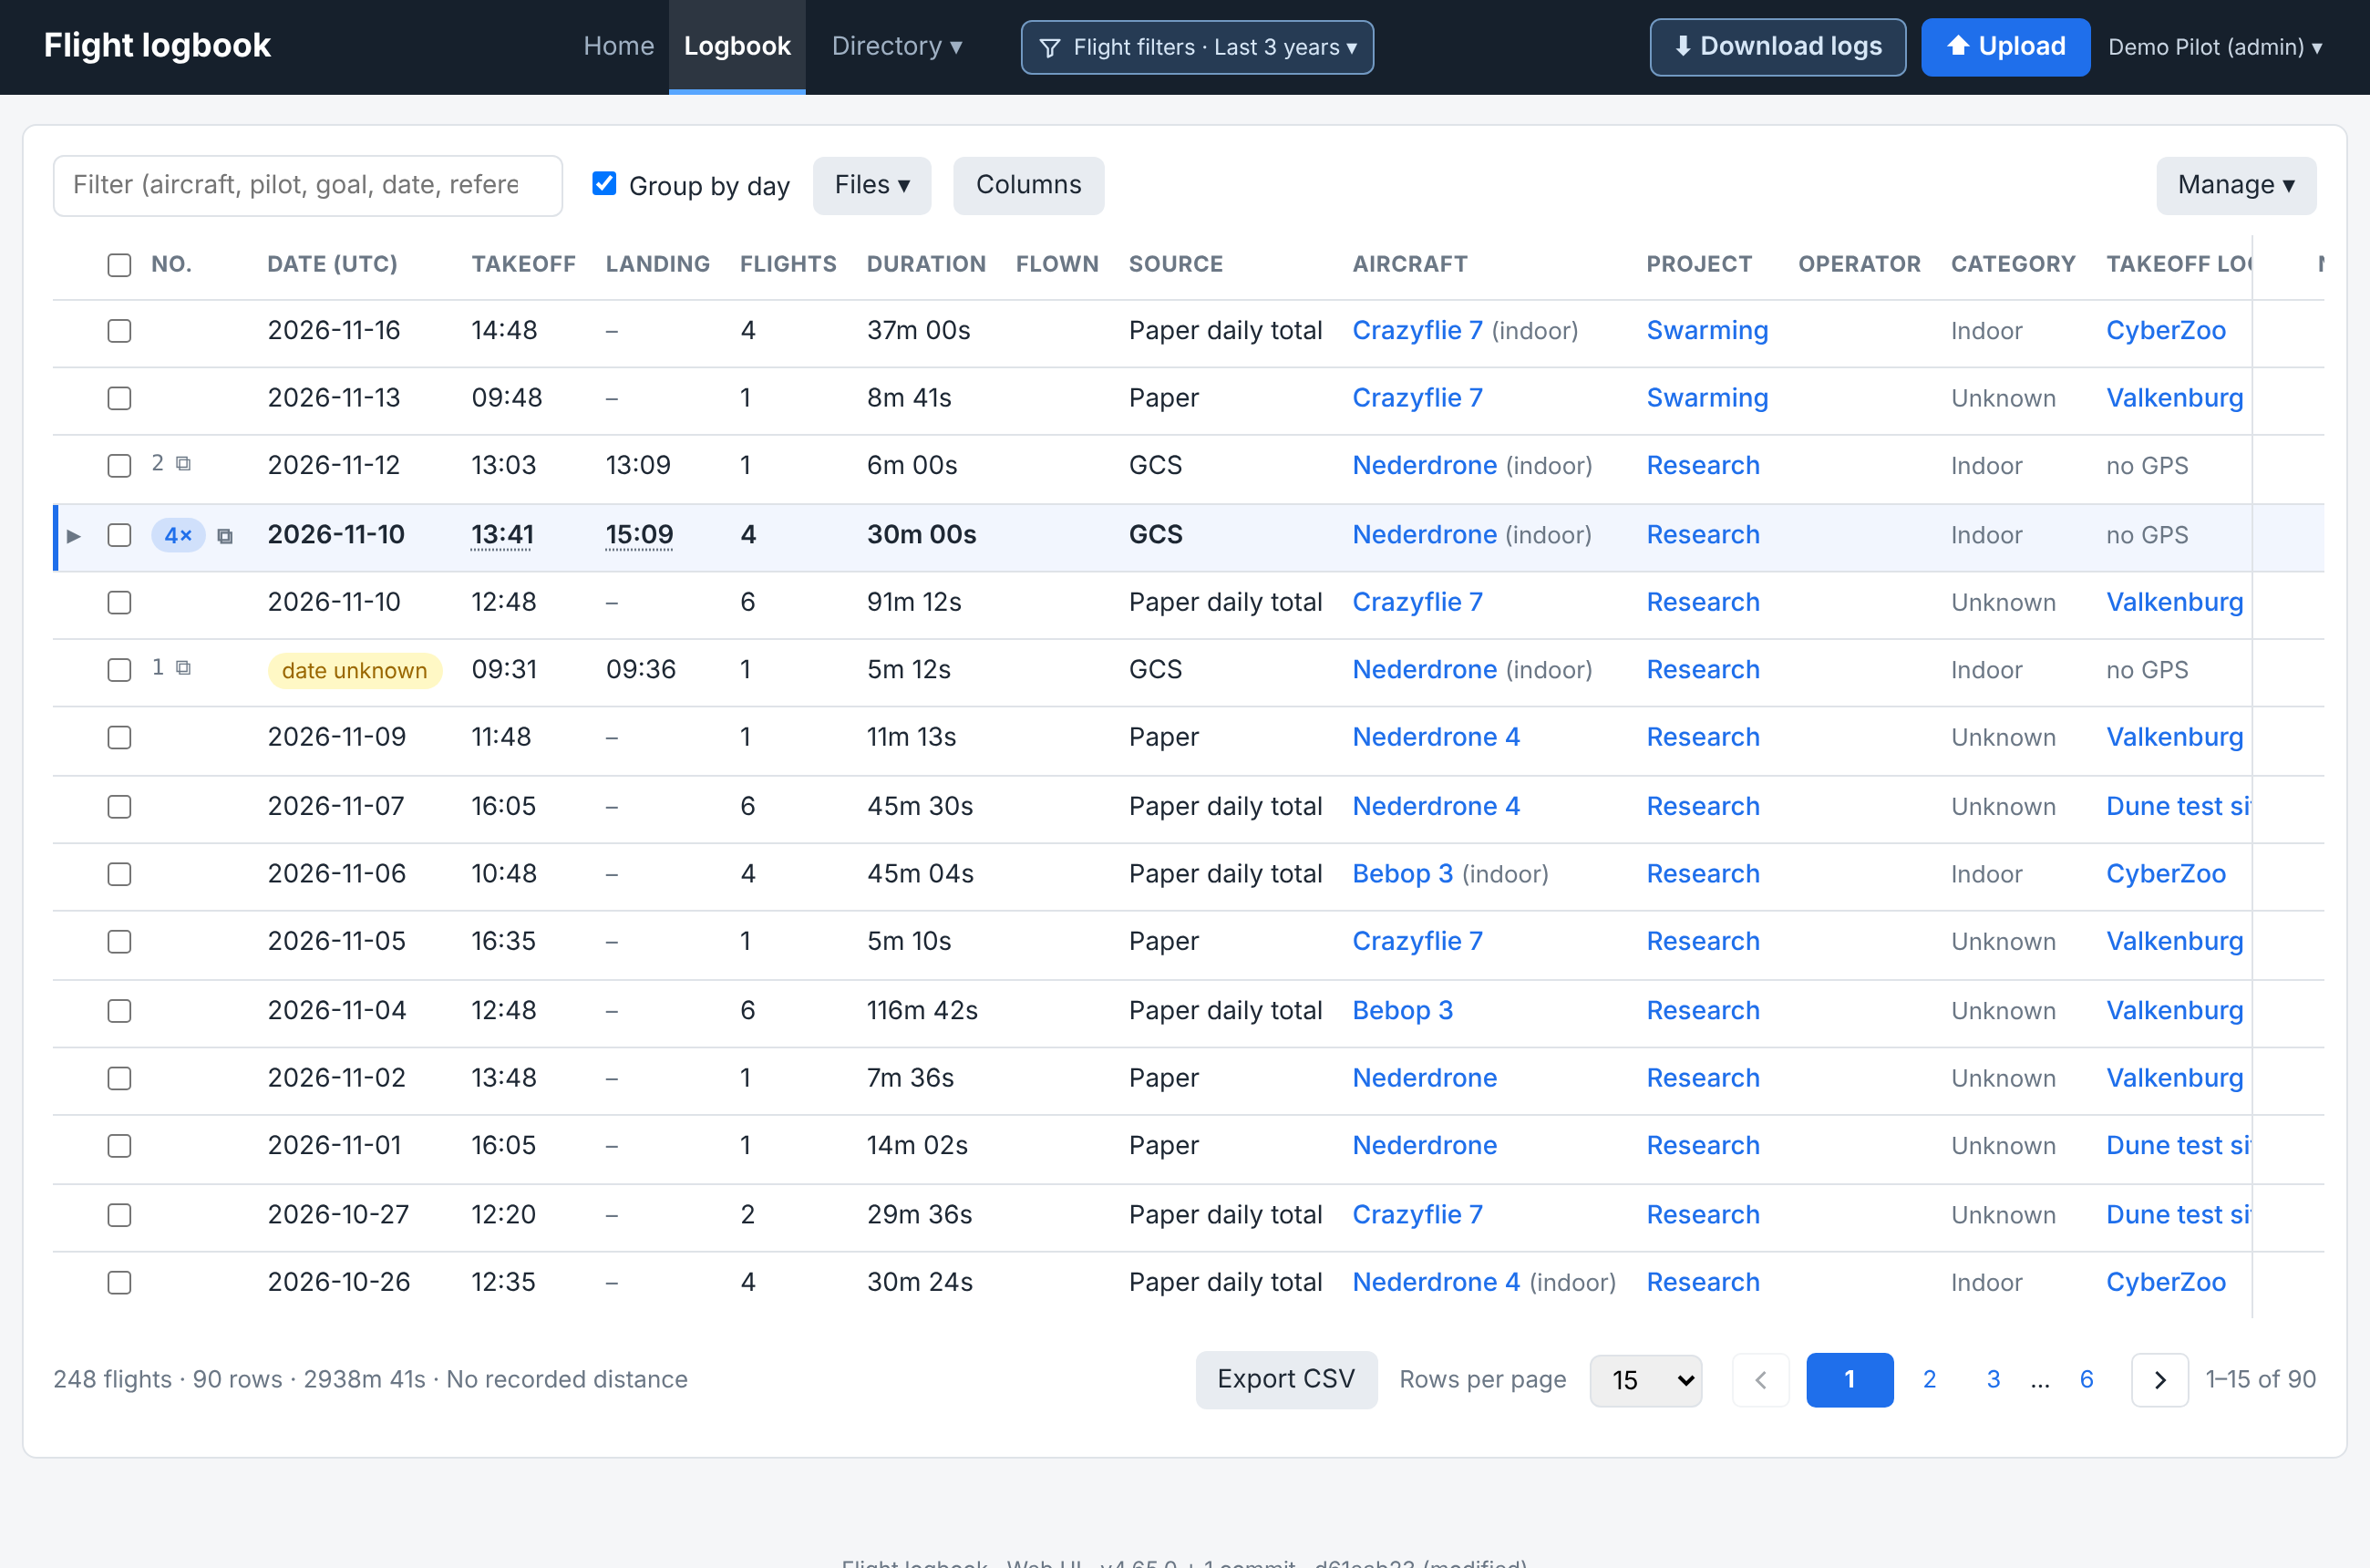 Flight logbook Home Logbook Directory ▾ Flight filters · Last 3 years ▾ ⬇ Download logs ⬆ Upload Demo Pilot (admin) ▾
Filter (aircraft, pilot, goal, date, refere Group by day Files ▾ Columns Manage ▾
NO. DATE (UTC) TAKEOFF LANDING FLIGHTS DURATION FLOWN SOURCE AIRCRAFT PROJECT OPERATOR CATEGORY TAKEOFF
2026-11-16 14:48 – 4 37m 00s Paper daily total Crazyflie 7 (indoor) Swarming Indoor CyberZoo
2026-11-13 09:48 – 1 8m 41s Paper Crazyflie 7 Swarming Unknown Valkenburg
2 ⧉ 2026-11-12 13:03 13:09 1 6m 00s GCS Nederdrone (indoor) Research Indoor no GPS
▶ 4× ⧉ 2026-11-10 13:41 15:09 4 30m 00s GCS Nederdrone (indoor) Research Indoor no GPS
2026-11-10 12:48 – 6 91m 12s Paper daily total Crazyflie 7 Research Unknown Valkenburg
1 ⧉ date unknown 09:31 09:36 1 5m 12s GCS Nederdrone (indoor) Research Indoor no GPS
2026-11-09 11:48 – 1 11m 13s Paper Nederdrone 4 Research Unknown Valkenburg
2026-11-07 16:05 – 6 45m 30s Paper daily total Nederdrone 4 Research Unknown Dune test
2026-11-06 10:48 – 4 45m 04s Paper daily total Bebop 3 (indoor) Research Indoor CyberZoo
2026-11-05 16:35 – 1 5m 10s Paper Crazyflie 7 Research Unknown Valkenburg
2026-11-04 12:48 – 6 116m 42s Paper daily total Bebop 3 Research Unknown Valkenburg
2026-11-02 13:48 – 1 7m 36s Paper Nederdrone Research Unknown Valkenburg
2026-11-01 16:05 – 1 14m 02s Paper Nederdrone Research Unknown Dune test
2026-10-27 12:20 – 2 29m 36s Paper daily total Crazyflie 7 Research Unknown Dune test
2026-10-26 12:35 – 4 30m 24s Paper daily total Nederdrone 4 (indoor) Research Indoor CyberZoo
248 flights · 90 rows · 2938m 41s · No recorded distance Export CSV Rows per page 15 1 2 3 … 6 1–15 of 90